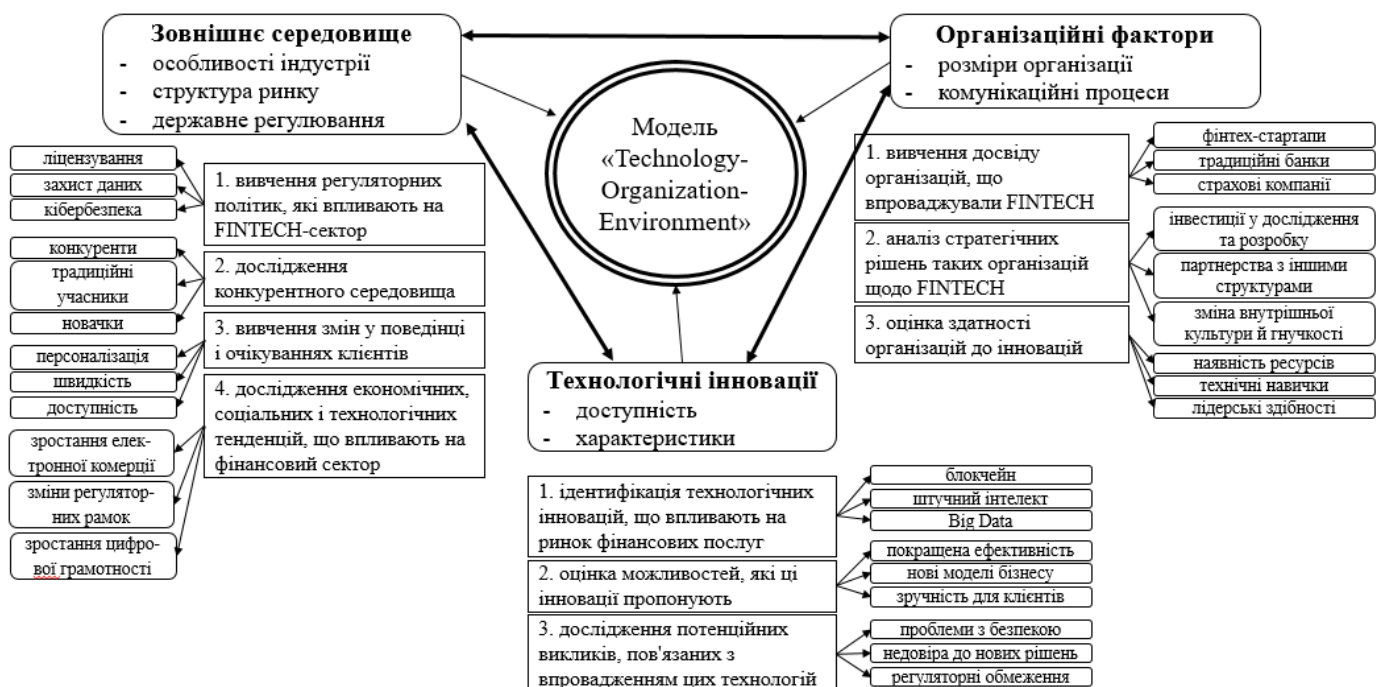 Зовнішнє середовище
- особливості індустрії
- структура ринку
- державне регулювання
Організаційні фактори
- розміри організації
- комунікаційні процеси
Модель
«Technology-
Organization-
Environment»
ліцензування
захист даних
кібербезпека
1. вивчення регуляторних
політик, які впливають на
FINTECH-сектор
конкуренти
традиційні
учасники
новачки
2. дослідження
конкурентного середовища
персоналізація
швидкість
доступність
3. вивчення змін у поведінці
і очікуваннях клієнтів
зростання елек-
тронної комерції
зміни регулятор-
них рамок
зростання цифро-
вої грамотності
4. дослідження економічних,
соціальних і технологічних
тенденцій, що впливають на
фінансовий сектор
1. вивчення досвіду
організацій, що
впроваджували FINTECH
фінтех-стартапи
традиційні банки
страхові компанії
2. аналіз стратегічних
рішень таких організацій
щодо FINTECH
інвестиції у дослідження
та розробку
партнерства з іншими
структурами
зміна внутрішньої
культури й гнучкості
3. оцінка здатності
організацій до інновацій
наявність ресурсів
технічні навички
лідерські здібності
Технологічні інновації
- доступність
- характеристики
1. ідентифікація технологічних
інновацій, що впливають на
ринок фінансових послуг
блокчейн
штучний інтелект
Big Data
2. оцінка можливостей, які ці
інновації пропонують
покращена ефективність
нові моделі бізнесу
зручність для клієнтів
3. дослідження потенційних
викликів, пов'язаних з
впровадженням цих технологій
проблеми з безпекою
недовіра до нових рішень
регуляторні обмеження